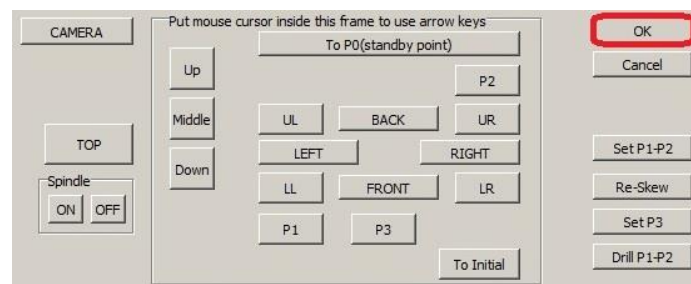 CAMERA
Put mouse cursor inside this frame to use arrow keys
OK
To P0(standby point)
Up
P2
Cancel
Middle
UL
BACK
UR
TOP
LEFT
RIGHT
Set P1-P2
Down
Spindle
LL
FRONT
LR
Re-Skew
ON
OFF
P1
P3
Set P3
To Initial
Drill P1-P2